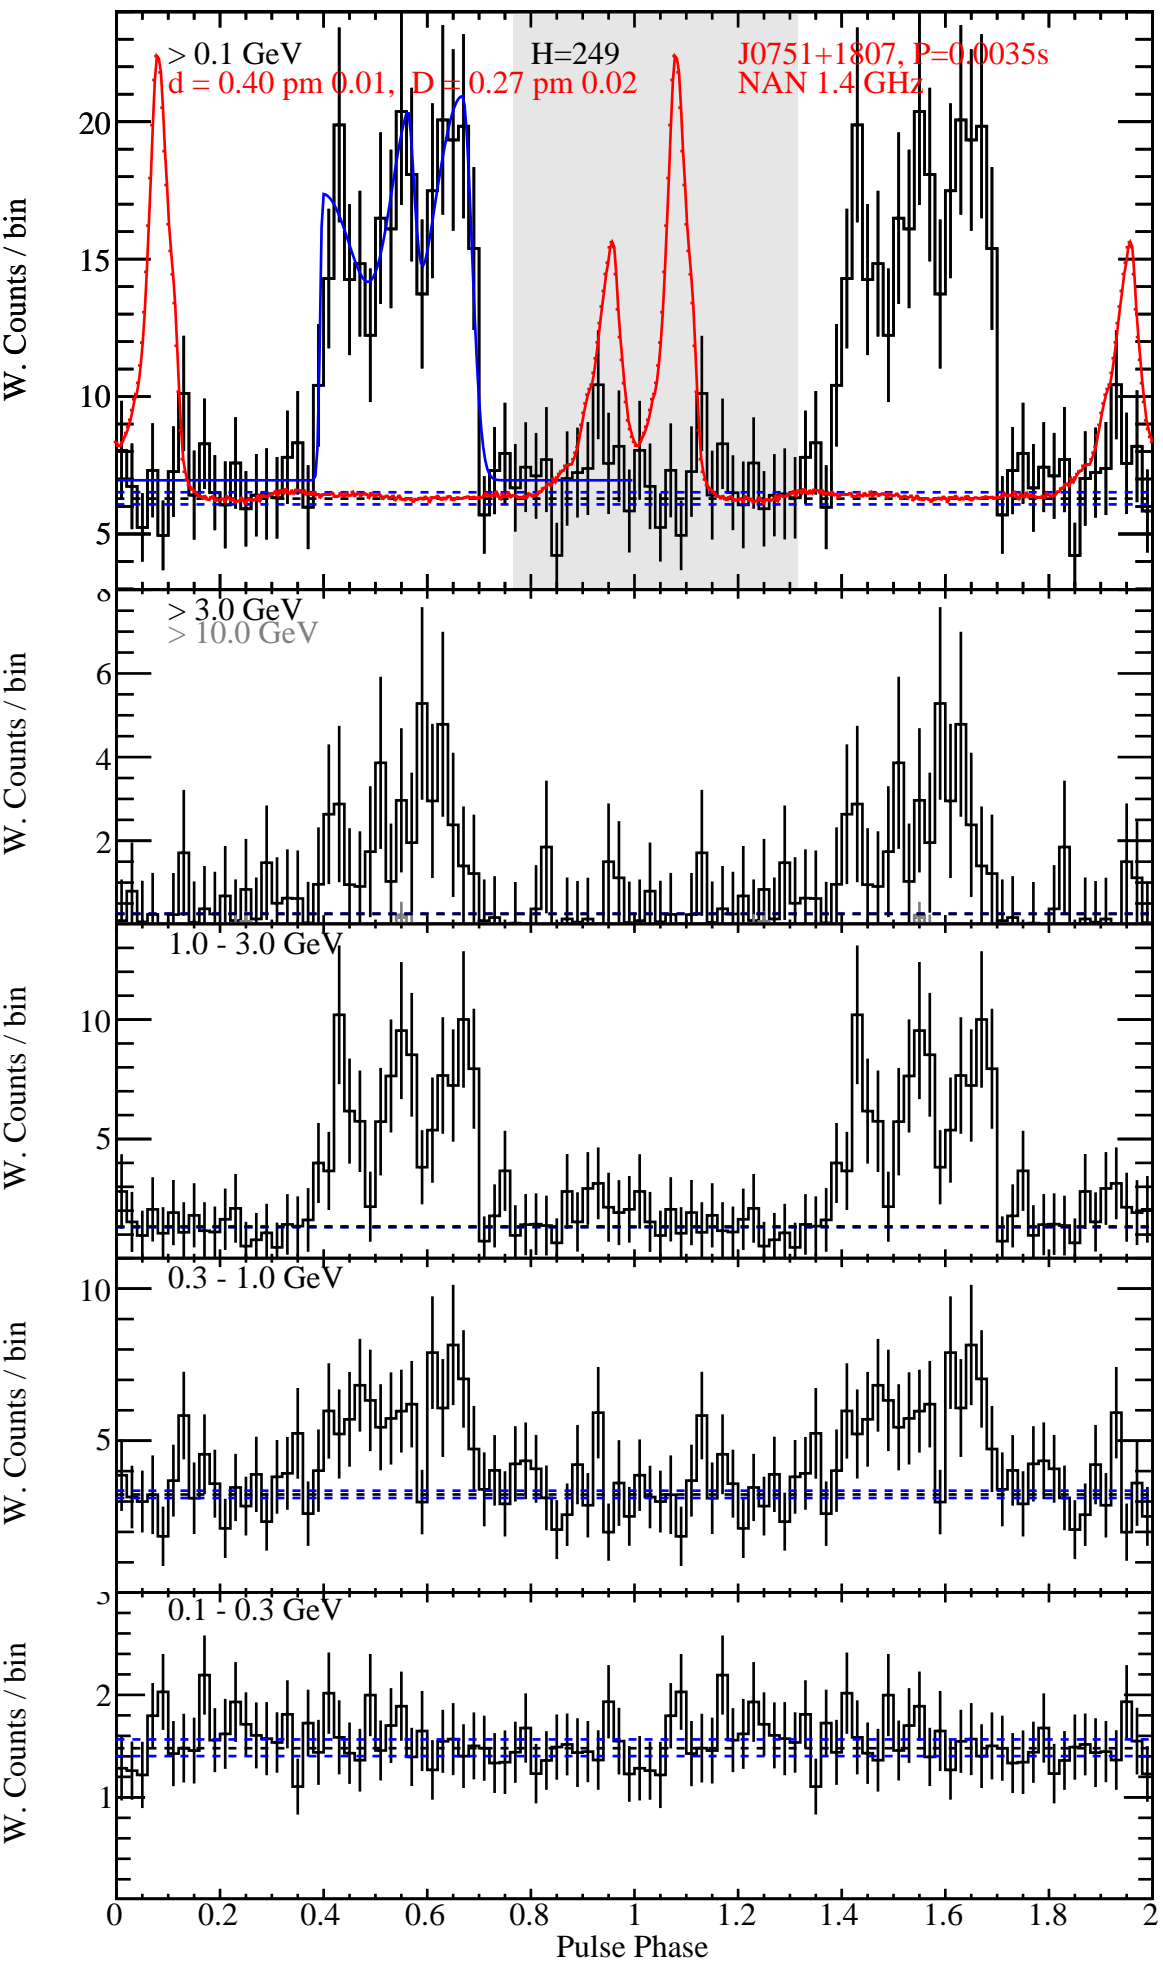 > 0.1 GeV H=249 J0751+1807, P=0.0035s
d = 0.40 pm 0.01, D = 0.27 pm 0.02 NAN 1.4 GHz
20
15
10
5
W. Counts / bin
> 3.0 GeV
> 10.0 GeV
6
4
2
W. Counts / bin
1.0 - 3.0 GeV
10
5
W. Counts / bin
0.3 - 1.0 GeV
10
5
W. Counts / bin
3
0.1 - 0.3 GeV
2
1
W. Counts / bin
0 0.2 0.4 0.6 0.8 1 1.2 1.4 1.6 1.8 2
Pulse Phase